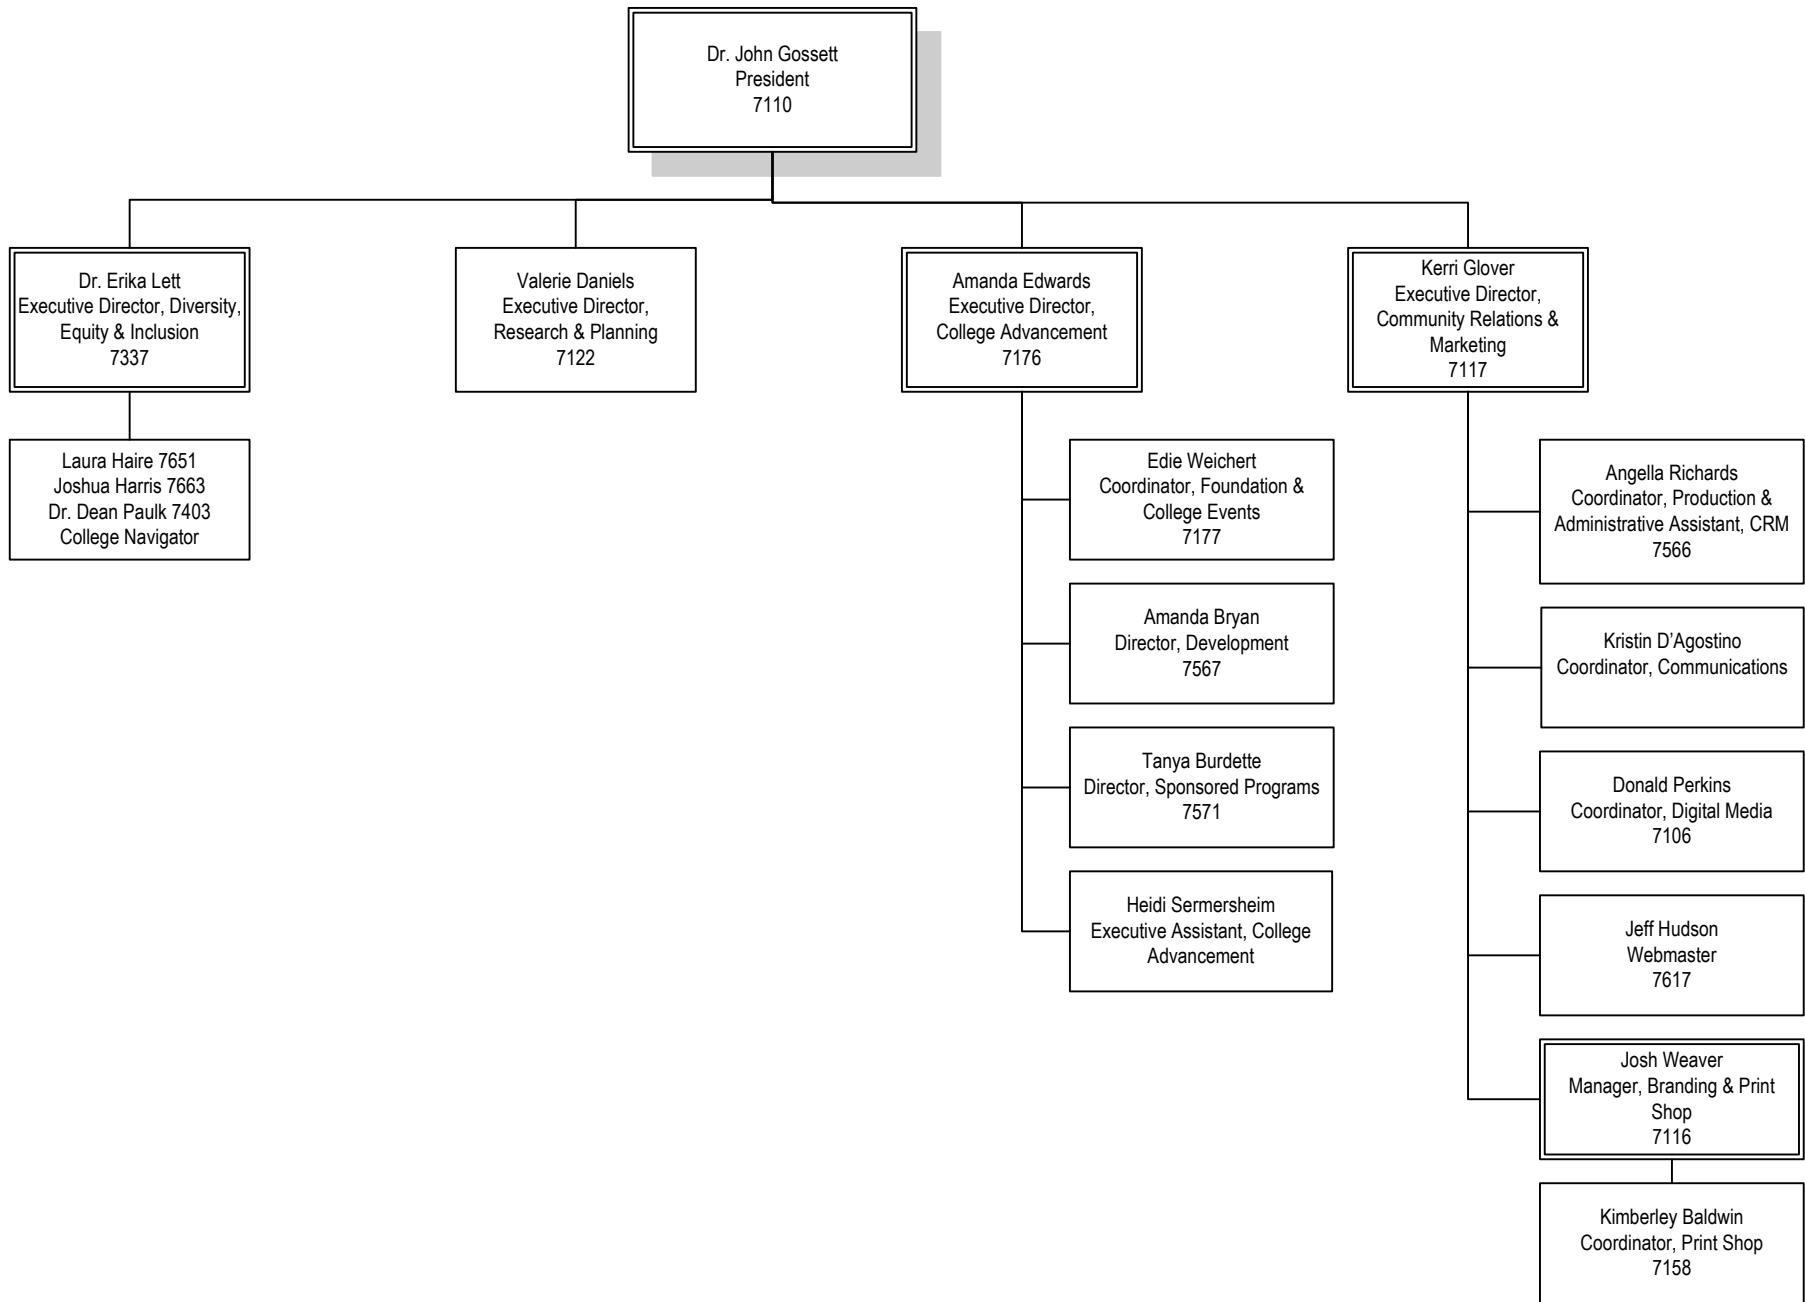 Dr. John Gossett
President
7110
Dr. Erika Lett
Executive Director, Diversity,
Equity & Inclusion
7337
Valerie Daniels
Executive Director,
Research & Planning
7122
Amanda Edwards
Executive Director,
College Advancement
7176
Kerri Glover
Executive Director,
Community Relations &
Marketing
7117
Laura Haire 7651
Joshua Harris 7663
Dr. Dean Paulk 7403
College Navigator
Edie Weichert
Coordinator, Foundation &
College Events
7177
Amanda Bryan
Director, Development
7567
Tanya Burdette
Director, Sponsored Programs
7571
Heidi Sermersheim
Executive Assistant, College
Advancement
Angella Richards
Coordinator, Production &
Administrative Assistant, CRM
7566
Kristin D’Agostino
Coordinator, Communications
Donald Perkins
Coordinator, Digital Media
7106
Jeff Hudson
Webmaster
7617
Josh Weaver
Manager, Branding & Print
Shop
7116
Kimberley Baldwin
Coordinator, Print Shop
7158